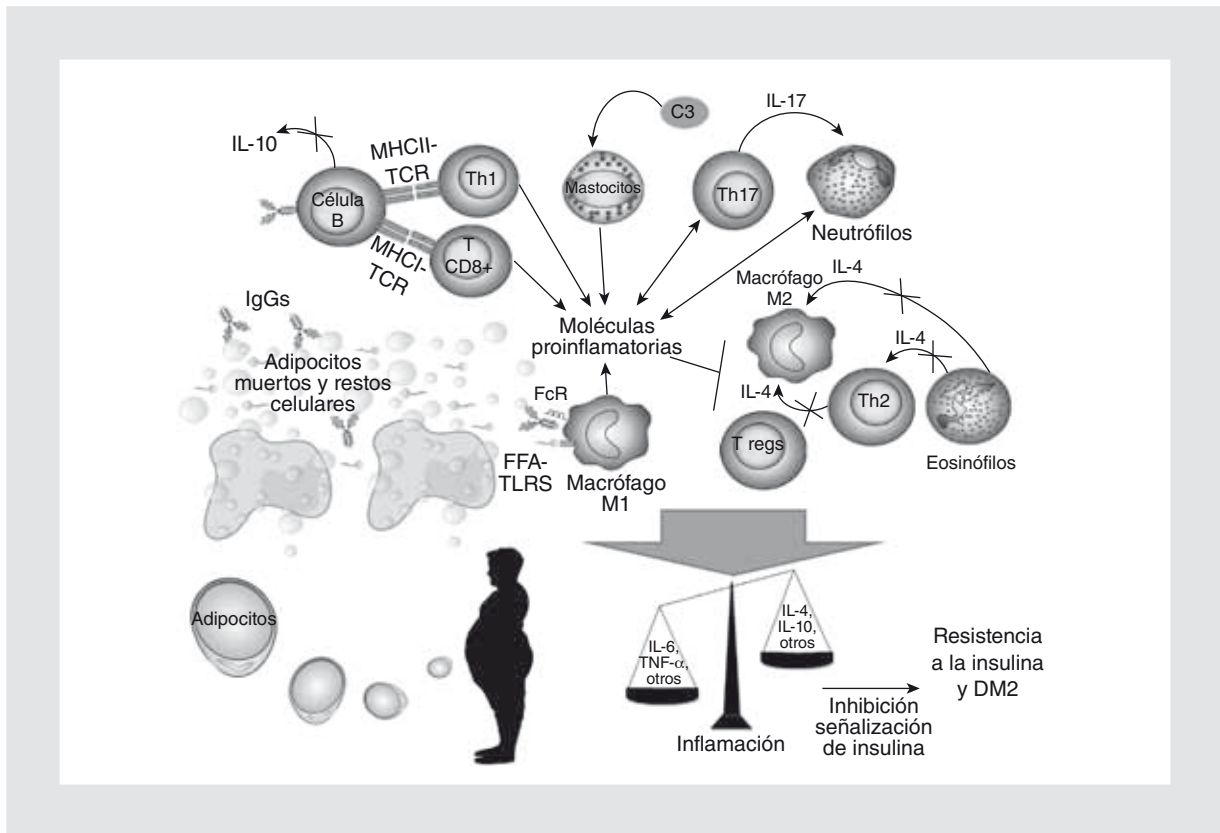 IL-10
MHCII-
TCR
Célula
B
Th1
MHCI-
TCR
T
CD8+
C3
Mastocitos
IL-17
Th17
Neutrófilos
Macrófago
M2
IL-4
IL-4
IL-4
Th2
T regs
Eosinófilos
Moléculas
proinflamatorias
IgGs
Adipocitos
muertos y restos
celulares
FcR
FFA-
TLRS
Macrófago
M1
Adipocitos
IL-6,
TNF-α,
otros
IL-4,
IL-10,
otros
Inflamación
Inhibición
señalización
de insulina
Resistencia
a la insulina
y DM2